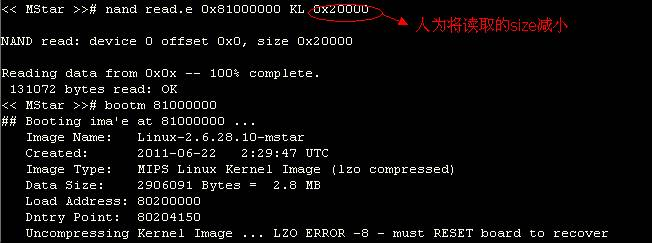 << MStar >># nand read.e 0x81000000 KL 0x20000
人为将读取的size减小
NAND read: device 0 offset 0x0, size 0x20000
Reading data from 0x0x -- 100% complete.
131072 bytes read: OK
<< MStar >># bootm 81000000
## Booting ima'e at 81000000 ...
Image Name: Linux-2.6.28.10-mstar
Created: 2011-06-22 2:29:47 UTC
Image Type: MIPS Linux Kernel Image (lzo compressed)
Data Size: 2906091 Bytes = 2.8 MB
Load Address: 80200000
Dntry Point: 80204150
Uncompressing Kernel Image ... LZO ERROR -8 - must RESET board to recover